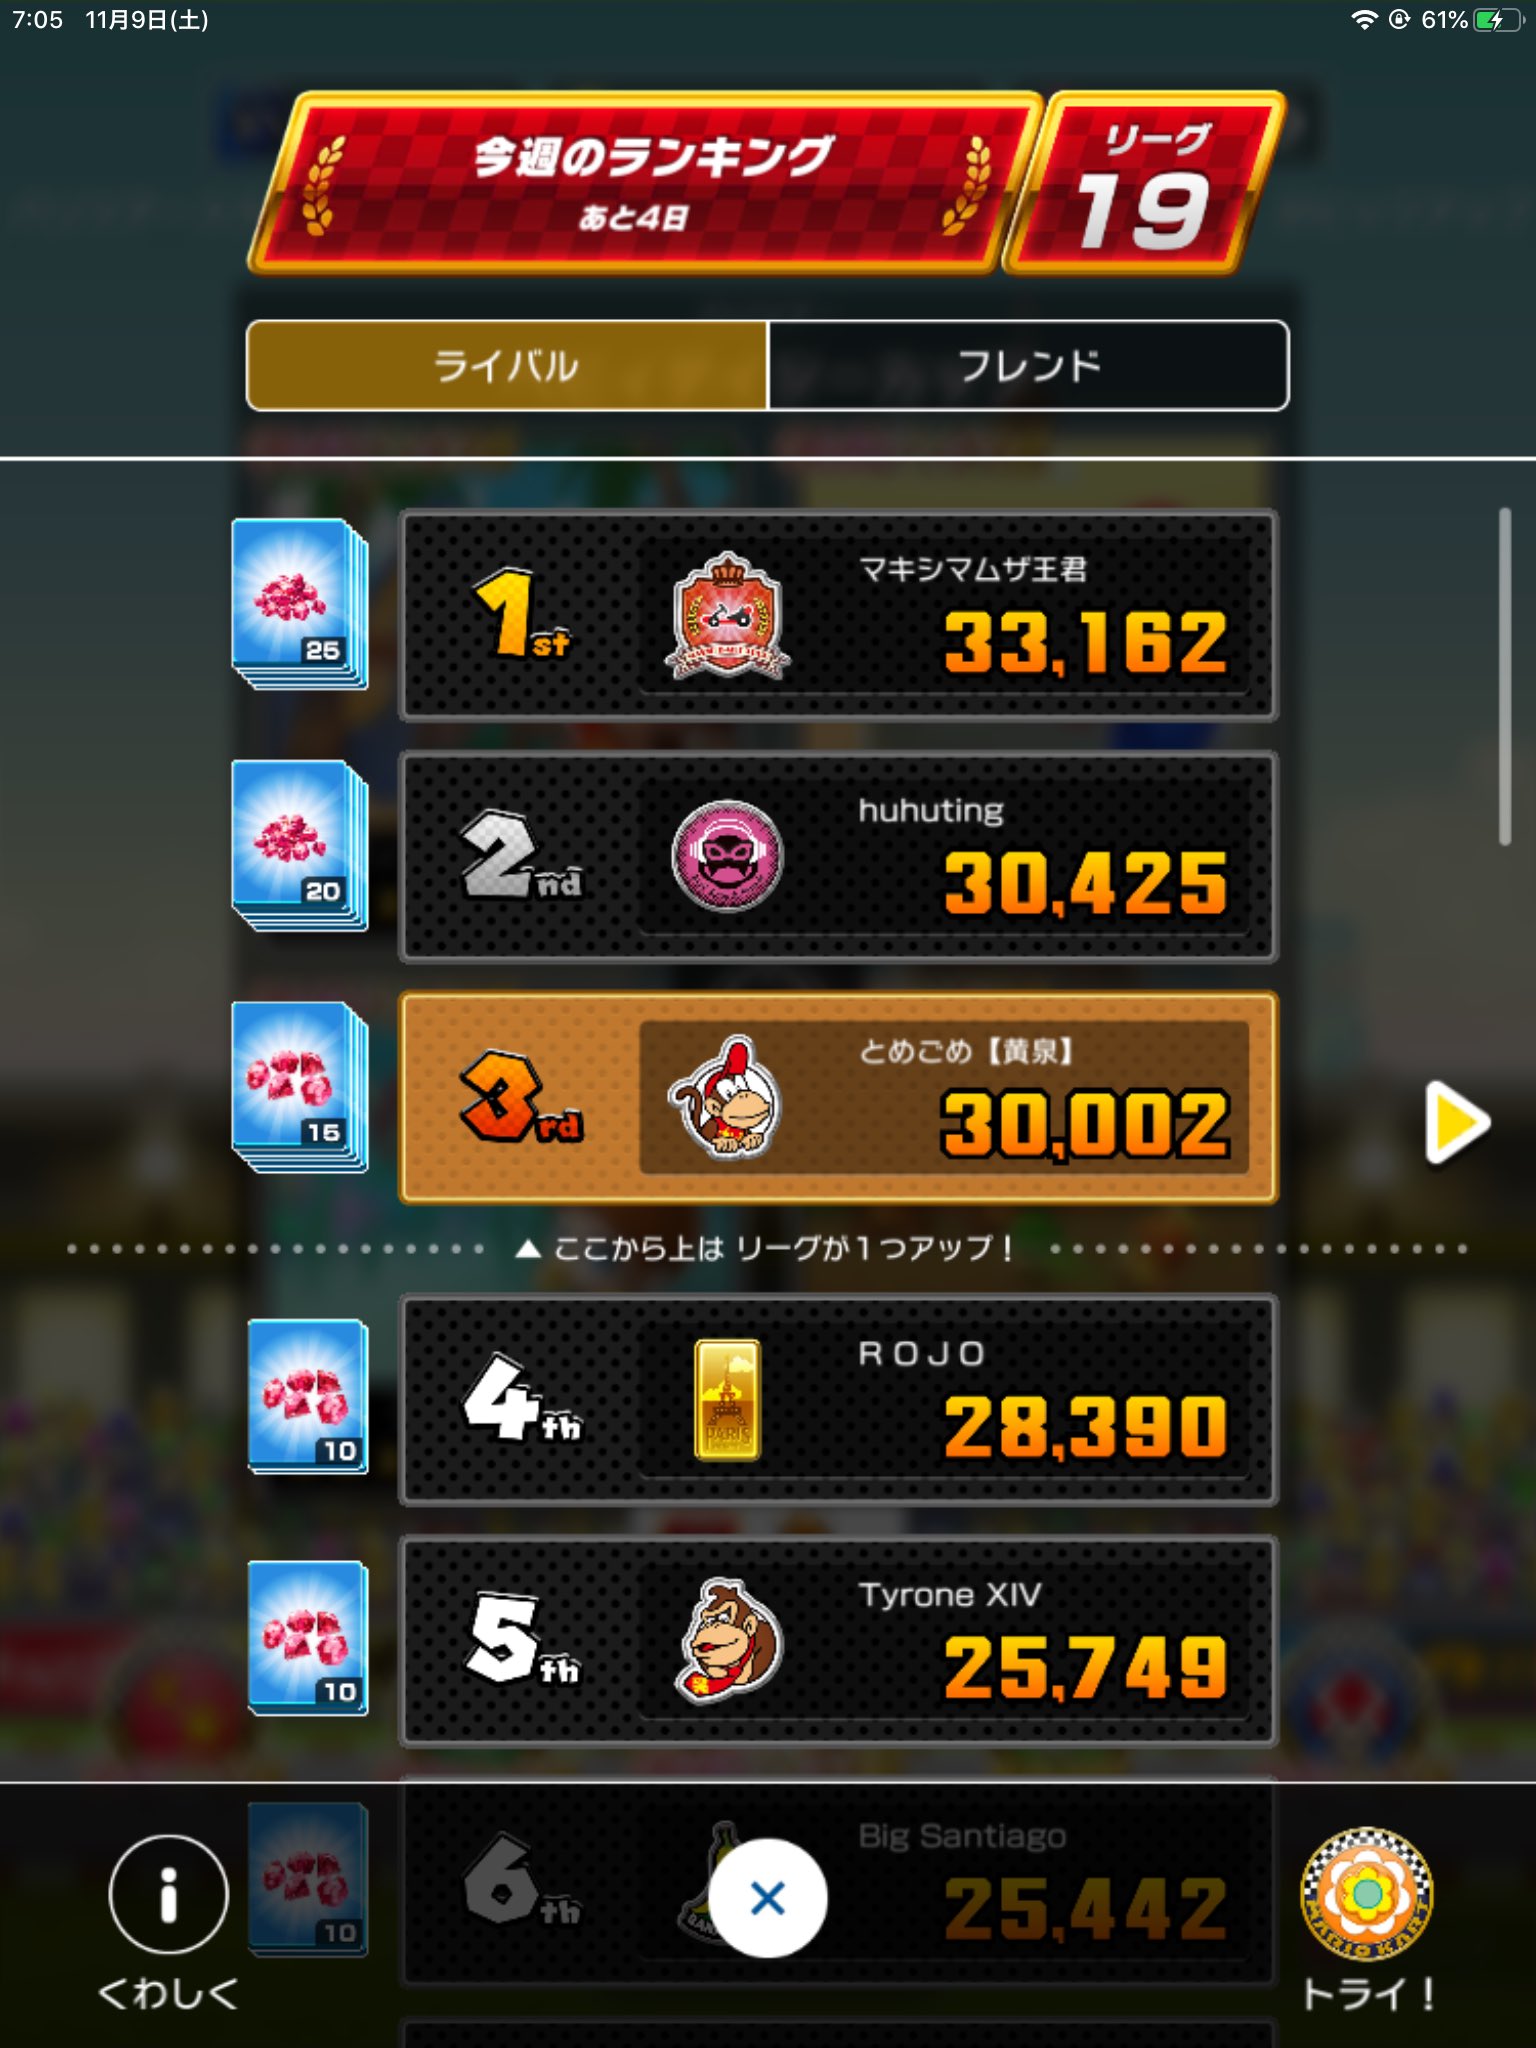 7:05 11月9日(土)
61%
今週のランキング
あと4日
リーグ
19
ライバル
フレンド
25
1st
マキシマムザ王君
33,162
20
2nd
huhuting
30,425
15
3rd
とめごめ【黄泉】
30,002
▲ ここから上は リーグが1つアップ！
10
4th
ＲＯＪＯ
PARIS
28,390
10
5th
Tyrone XIV
25,749
10
6th
Big Santiago
25,442
i
くわしく
×
MARIO KART
トライ！